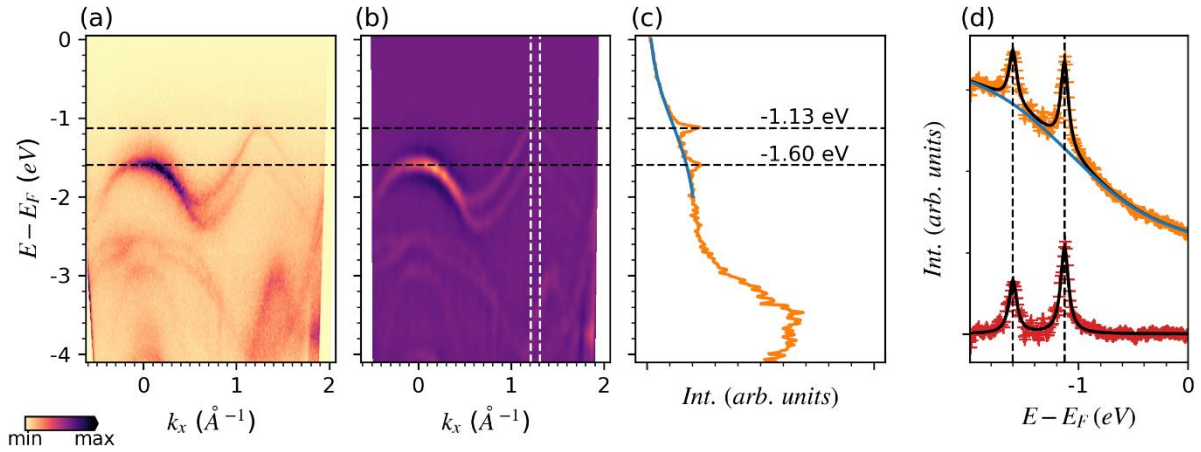 (a)
(b)
(c)
(d)
0
-1
-2
-3
-4
E − E_F (eV)
0
1
2
k_x (Å⁻¹)
min
max
0
1
2
k_x (Å⁻¹)
-1.13 eV
-1.60 eV
Int. (arb. units)
Int. (arb. units)
-1
0
E − E_F (eV)